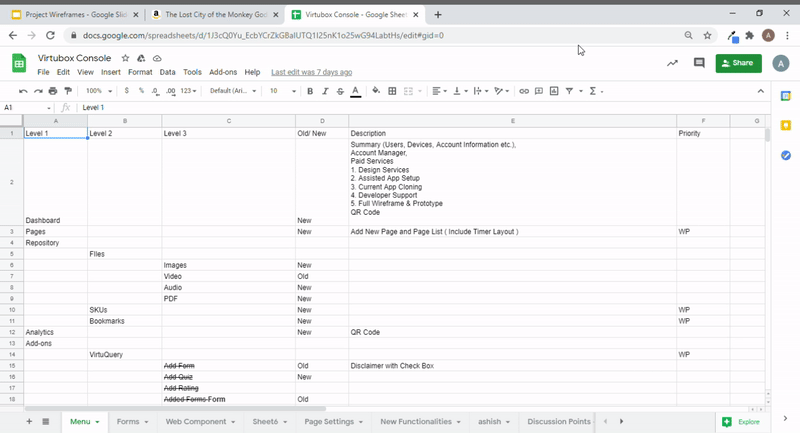 Project Wireframes - Google Slid
The Lost City of the Monkey God
Virtubox Console - Google Sheet
docs.google.com/spreadsheets/d/1J3cQ0Yu_EcbYCrZkGBaIUTQ1I25nK1o25wG94LabtHs/edit#gid=0
A
Virtubox Console
File Edit View Insert Format Data Tools Add-ons Help Last edit was 7 days ago
Share
A
100% $ % .0 .00 123 Default (Ari... 10 B I S A
A1 fx Level 1
A B C D E F G
1 Level 1 Level 2 Level 3 Old/ New Description Priority
Summary (Users, Devices, Account Information etc.),
Account Manager,
Paid Services
1. Design Services
2. Assisted App Setup
3. Current App Cloning
4. Developer Support
5. Full Wireframe & Prototype
QR Code
2 Dashboard New
3 Pages New Add New Page and Page List ( Include Timer Layout ) WP
4 Repository
5 FIles
6 Images New
7 Video Old
8 Audio New
9 PDF New
10 SKUs New WP
11 Bookmarks New WP
12 Analytics New QR Code
13 Add-ons
14 VirtuQuery WP
15 Add Form Old Disclaimer with Check Box
16 Add Quiz New
17 Add Rating
18 Added Forms Form Old
Menu Forms Web Component Sheet6 Page Settings New Functionalities ashish Discussion Points Explore